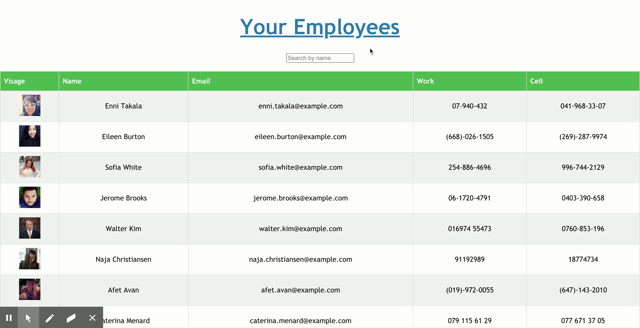 Your Employees
Search by name
Visage Name Email Work Cell
Enni Takala enni.takala@example.com 07-940-432 041-968-33-07
Eileen Burton eileen.burton@example.com (668)-026-1505 (269)-287-9974
Sofia White sofia.white@example.com 254-886-4696 996-744-2129
Jerome Brooks jerome.brooks@example.com 06-1720-4791 0403-390-658
Walter Kim walter.kim@example.com 016974 55473 0760-853-196
Naja Christiansen naja.christiansen@example.com 91192989 18774734
Afet Avan afet.avan@example.com (019)-972-0055 (647)-143-2010
aterina Menard caterina.menard@example.com 079 115 61 29 077 671 37 05